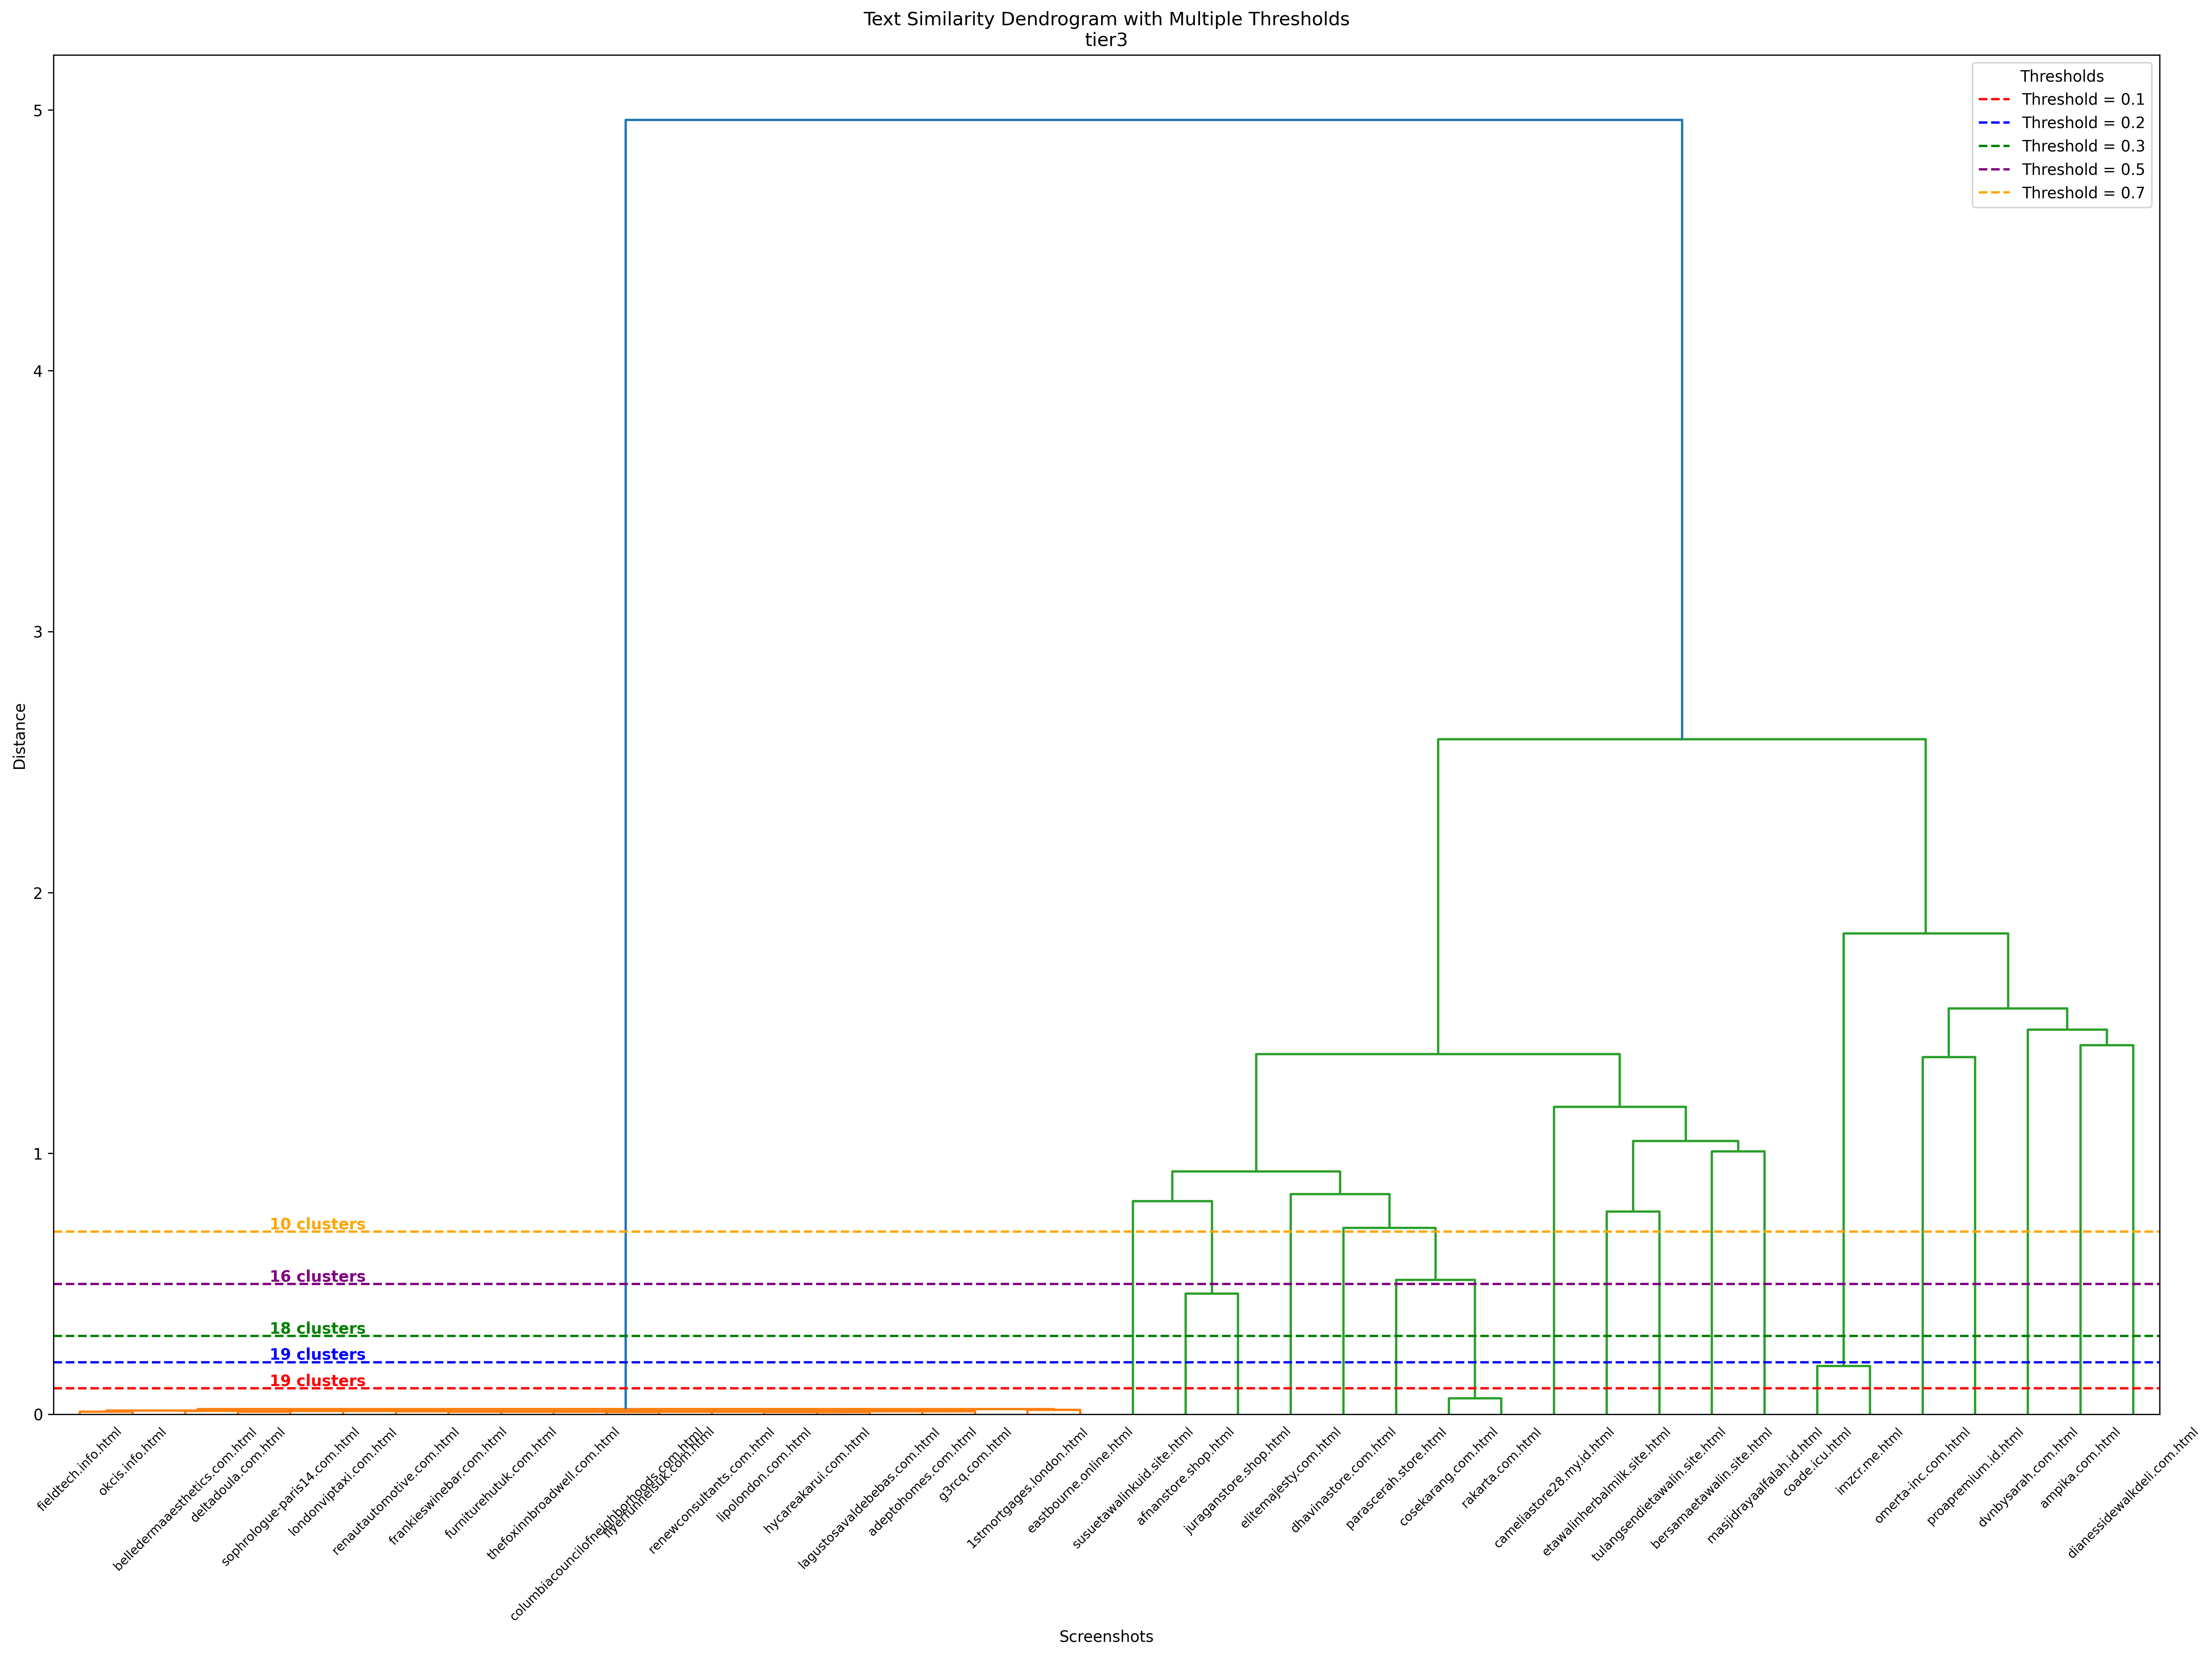 Text Similarity Dendrogram with Multiple Thresholds
tier3
Thresholds
Threshold = 0.1
Threshold = 0.2
Threshold = 0.3
Threshold = 0.5
Threshold = 0.7
5
4
3
2
1
0
Distance
10 clusters
16 clusters
18 clusters
19 clusters
19 clusters
fieldtech.info.html
okcis.info.html
belledermaaesthetics.com.html
deltadoula.com.html
sophrologue-paris14.com.html
londonviptaxi.com.html
renautautomotive.com.html
frankieswinebar.com.html
furniturehutuk.com.html
thefoxinnbroadwell.com.html
columbiacouncilofneighborhoods.com.html
renewconsultants.com.html
lipolondon.com.html
hycareakarui.com.html
lagustosavaldebebas.com.html
adeptohomes.com.html
g3rcq.com.html
1stmortgages.london.html
eastbourne.online.html
susuetawalinkuid.site.html
afnanstore.shop.html
juraganstore.shop.html
elitemajesty.com.html
dhavinastore.com.html
parascerah.store.html
cosekarang.com.html
rakarta.com.html
cameliastore28.my.id.html
etawalinherbalmilk.site.html
tulangsendietawalin.site.html
bersamaetawalin.site.html
masjidrayaalfalah.id.html
coade.icu.html
imzcr.me.html
omerta-inc.com.html
proapremium.id.html
dvnbysarah.com.html
ampika.com.html
dianessidewalkdeli.com.html
Screenshots